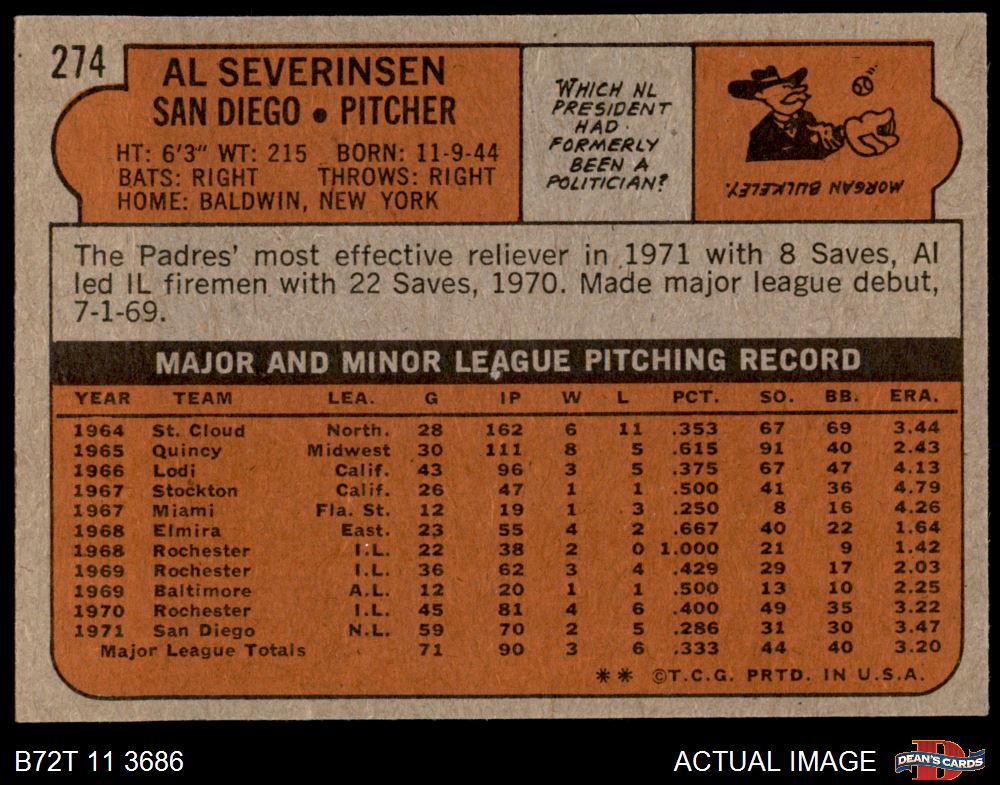 274
AL SEVERINSEN
SAN DIEGO • PITCHER
HT: 6'3" WT: 215 BORN: 11-9-44
BATS: RIGHT THROWS: RIGHT
HOME: BALDWIN, NEW YORK
WHICH NL
PRESIDENT
HAD
FORMERLY
BEEN A
POLITICIAN?
MORGAN BULKELEY.
The Padres' most effective reliever in 1971 with 8 Saves, Al
led IL firemen with 22 Saves, 1970. Made major league debut,
7-1-69.
MAJOR AND MINOR LEAGUE PITCHING RECORD
YEAR TEAM LEA. G IP W L PCT. SO. BB. ERA.
1964 St. Cloud North. 28 162 6 11 .353 67 69 3.44
1965 Quincy Midwest 30 111 8 5 .615 91 40 2.43
1966 Lodi Calif. 43 96 3 5 .375 67 47 4.13
1967 Stockton Calif. 26 47 1 1 .500 41 36 4.79
1967 Miami Fla. St. 12 19 1 3 .250 8 16 4.26
1968 Elmira East. 23 55 4 2 .667 40 22 1.64
1968 Rochester I.L. 22 38 2 0 1.000 21 9 1.42
1969 Rochester I.L. 36 62 3 4 .429 29 17 2.03
1969 Baltimore A.L. 12 20 1 1 .500 13 10 2.25
1970 Rochester I.L. 45 81 4 6 .400 49 35 3.22
1971 San Diego N.L. 59 70 2 5 .286 31 30 3.47
Major League Totals 71 90 3 6 .333 44 40 3.20
** ©T.C.G. PRTD. IN U.S.A.
B72T 11 3686
ACTUAL IMAGE
DEAN'S CARDS